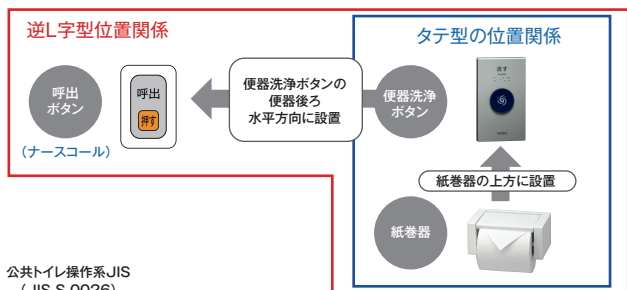 逆L字型位置関係
タテ型の位置関係
呼出
ボタン
(ナースコール)
呼出
押す
便器洗浄ボタンの
便器後ろ
水平方向に設置
便器洗浄
ボタン
流す
紙巻器の上方に設置
紙巻器
公共トイレ操作系JIS
(JIS S 0026)